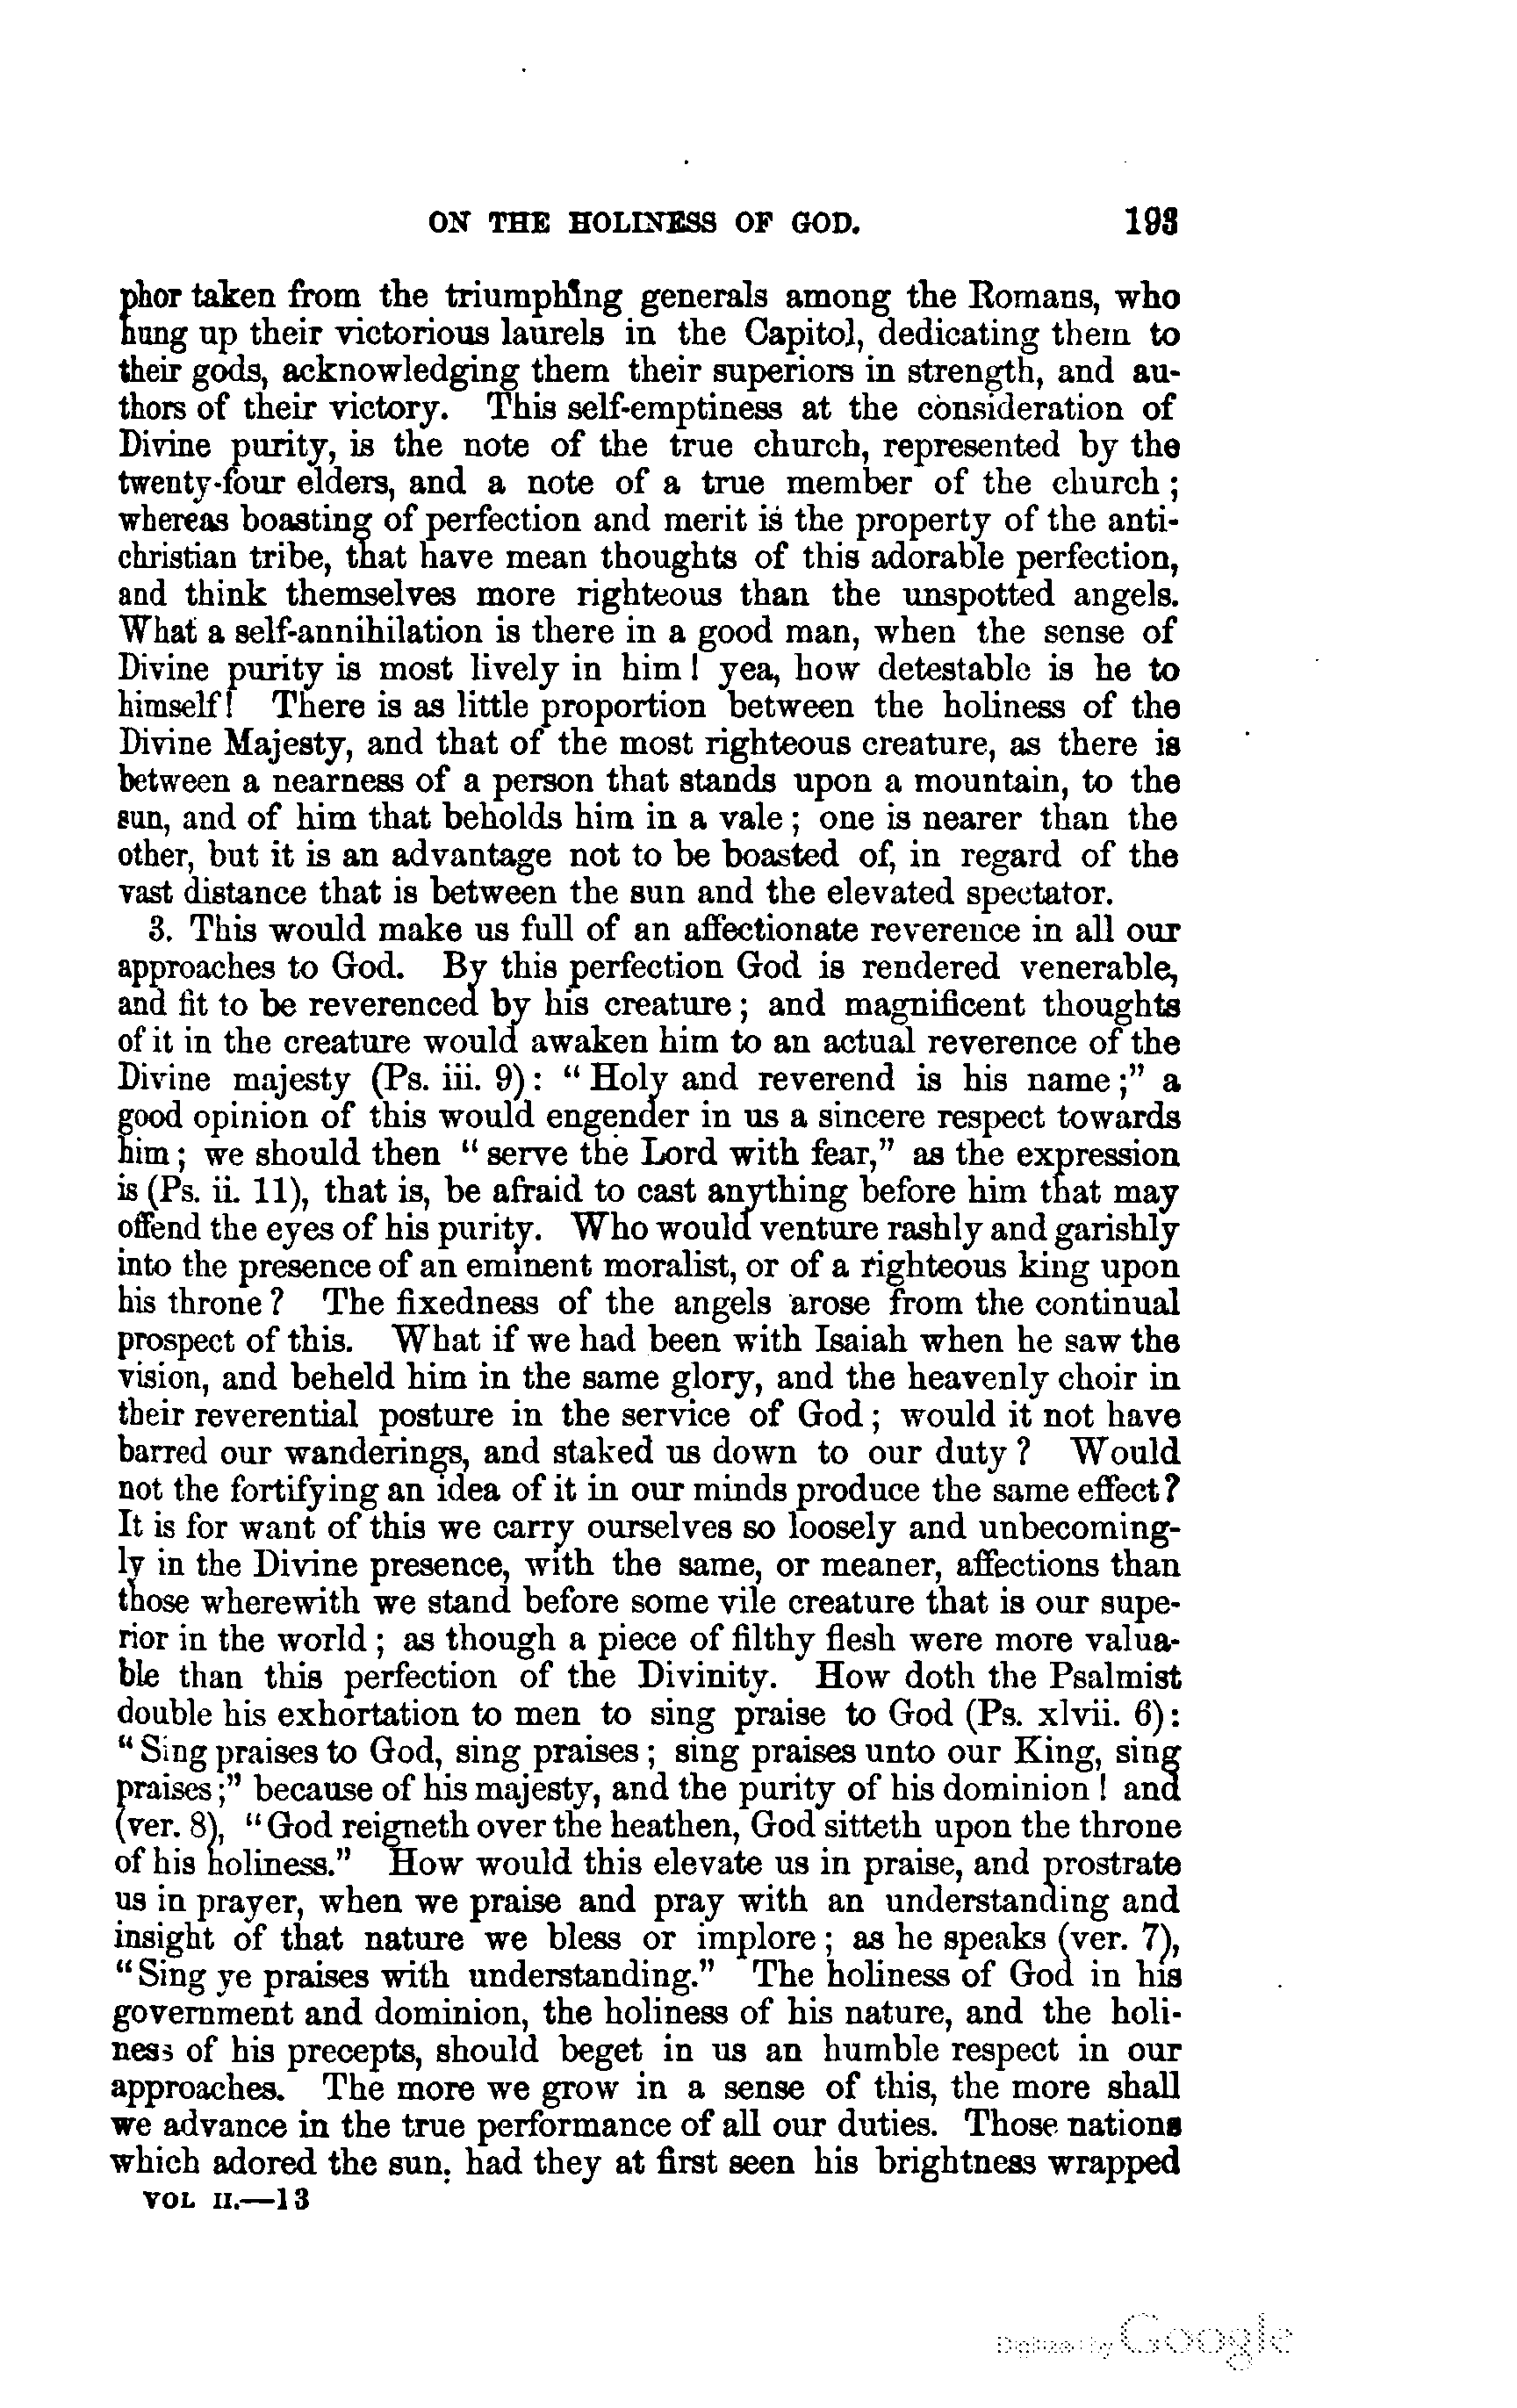 ON THE HOLINESS OF GOD. 193
phor taken from the triumphing generals among the Romans, who
hung up their victorious laurels in the Capitol, dedicating them to
their gods, acknowledging them their superiors in strength, and au-
thors of their victory. This self-emptiness at the consideration of
Divine purity, is the note of the true church, represented by the
twenty-four elders, and a note of a true member of the church;
whereas boasting of perfection and merit is the property of the anti-
christian tribe, that have mean thoughts of this adorable perfection,
and think themselves more righteous than the unspotted angels.
What a self-annihilation is there in a good man, when the sense of
Divine purity is most lively in him! yea, how detestable is he to
himself! There is as little proportion between the holiness of the
Divine Majesty, and that of the most righteous creature, as there is
between a nearness of a person that stands upon a mountain, to the
sun, and of him that beholds him in a vale; one is nearer than the
other, but it is an advantage not to be boasted of, in regard of the
vast distance that is between the sun and the elevated spectator.
3. This would make us full of an affectionate reverence in all our
approaches to God. By this perfection God is rendered venerable,
and fit to be reverenced by his creature; and magnificent thoughts
of it in the creature would awaken him to an actual reverence of the
Divine majesty (Ps. iii. 9): "Holy and reverend is his name;" a
good opinion of this would engender in us a sincere respect towards
him; we should then "serve the Lord with fear," as the expression
is (Ps. ii. 11), that is, be afraid to cast anything before him that may
offend the eyes of his purity. Who would venture rashly and garishly
into the presence of an eminent moralist, or of a righteous king upon
his throne? The fixedness of the angels arose from the continual
prospect of this. What if we had been with Isaiah when he saw the
vision, and beheld him in the same glory, and the heavenly choir in
their reverential posture in the service of God; would it not have
barred our wanderings, and staked us down to our duty? Would
not the fortifying an idea of it in our minds produce the same effect?
It is for want of this we carry ourselves so loosely and unbecoming-
ly in the Divine presence, with the same, or meaner, affections than
those wherewith we stand before some vile creature that is our supe-
rior in the world; as though a piece of filthy flesh were more valua-
ble than this perfection of the Divinity. How doth the Psalmist
double his exhortation to men to sing praise to God (Ps. xlvii. 6):
"Sing praises to God, sing praises; sing praises unto our King, sing
praises;" because of his majesty, and the purity of his dominion! and
(ver. 8), "God reigneth over the heathen, God sitteth upon the throne
of his holiness." How would this elevate us in praise, and prostrate
us in prayer, when we praise and pray with an understanding and
insight of that nature we bless or implore; as he speaks (ver. 7),
"Sing ye praises with understanding." The holiness of God in his
government and dominion, the holiness of his nature, and the holi-
ness of his precepts, should beget in us an humble respect in our
approaches. The more we grow in a sense of this, the more shall
we advance in the true performance of all our duties. Those nations
which adored the sun, had they at first seen his brightness wrapped
VOL II.—13
Digitized by Google